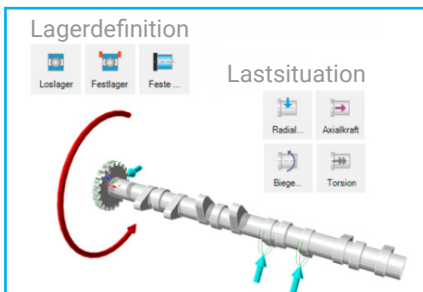 Lagerdefinition
Loslager Festlager Feste ...
Lastsituation
Radial... Axialkraft
Biege... Torsion